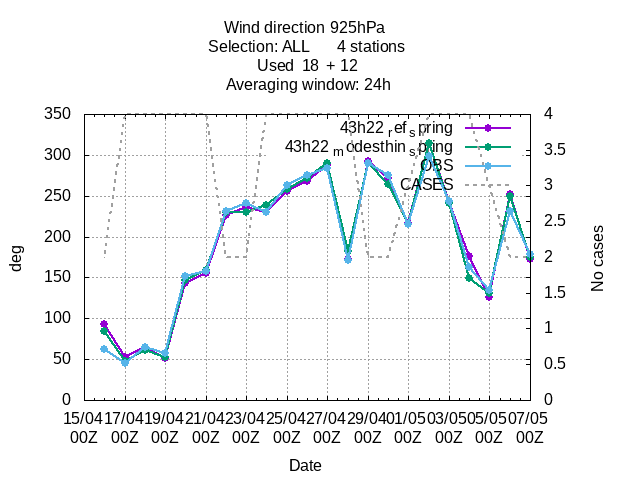 Wind direction 925hPa
Selection: ALL 4 stations
Used 18 + 12
Averaging window: 24h
350
300
250
200
150
100
50
0
deg
4
3.5
3
2.5
2
1.5
1
0.5
0
No cases
43h22_ref_spring
43h22_modesthin_spring
OBS
CASES
15/04 17/04 19/04 21/04 23/04 25/04 27/04 29/04 01/05 03/05 05/05 07/05
00Z 00Z 00Z 00Z 00Z 00Z 00Z 00Z 00Z 00Z 00Z 00Z
Date